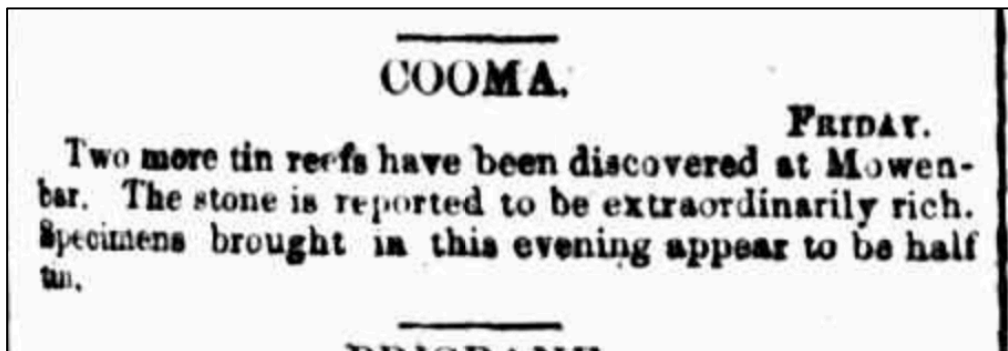 COOMA.
FRIDAY.
Two more tin reefs have been discovered at Mowen-
bar. The stone is reported to be extraordinarily rich.
Specimens brought in this evening appear to be half
tin.